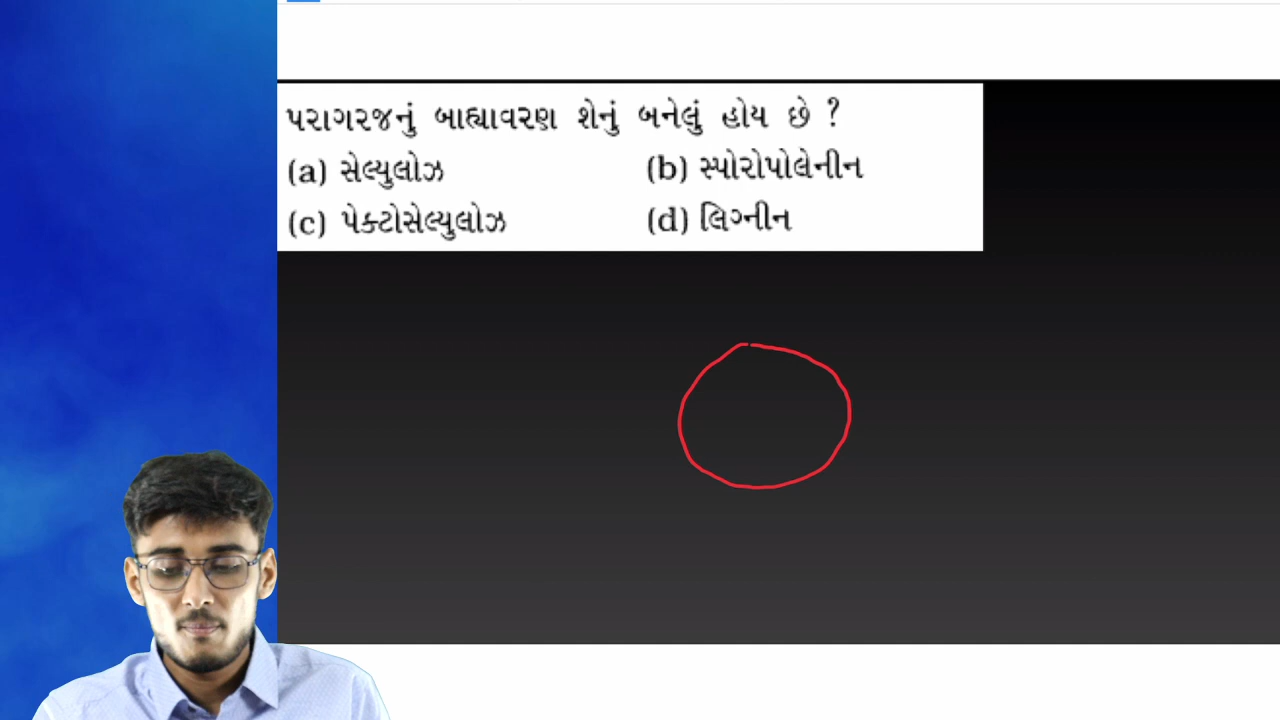 પરાગરજનું બાહ્યાવરણ શેનું બનેલું હોય છે ?
(a) સેલ્યુલોઝ (b) સ્પોરોપોલેનીન
(c) પેક્ટોસેલ્યુલોઝ (d) લિગ્નીન